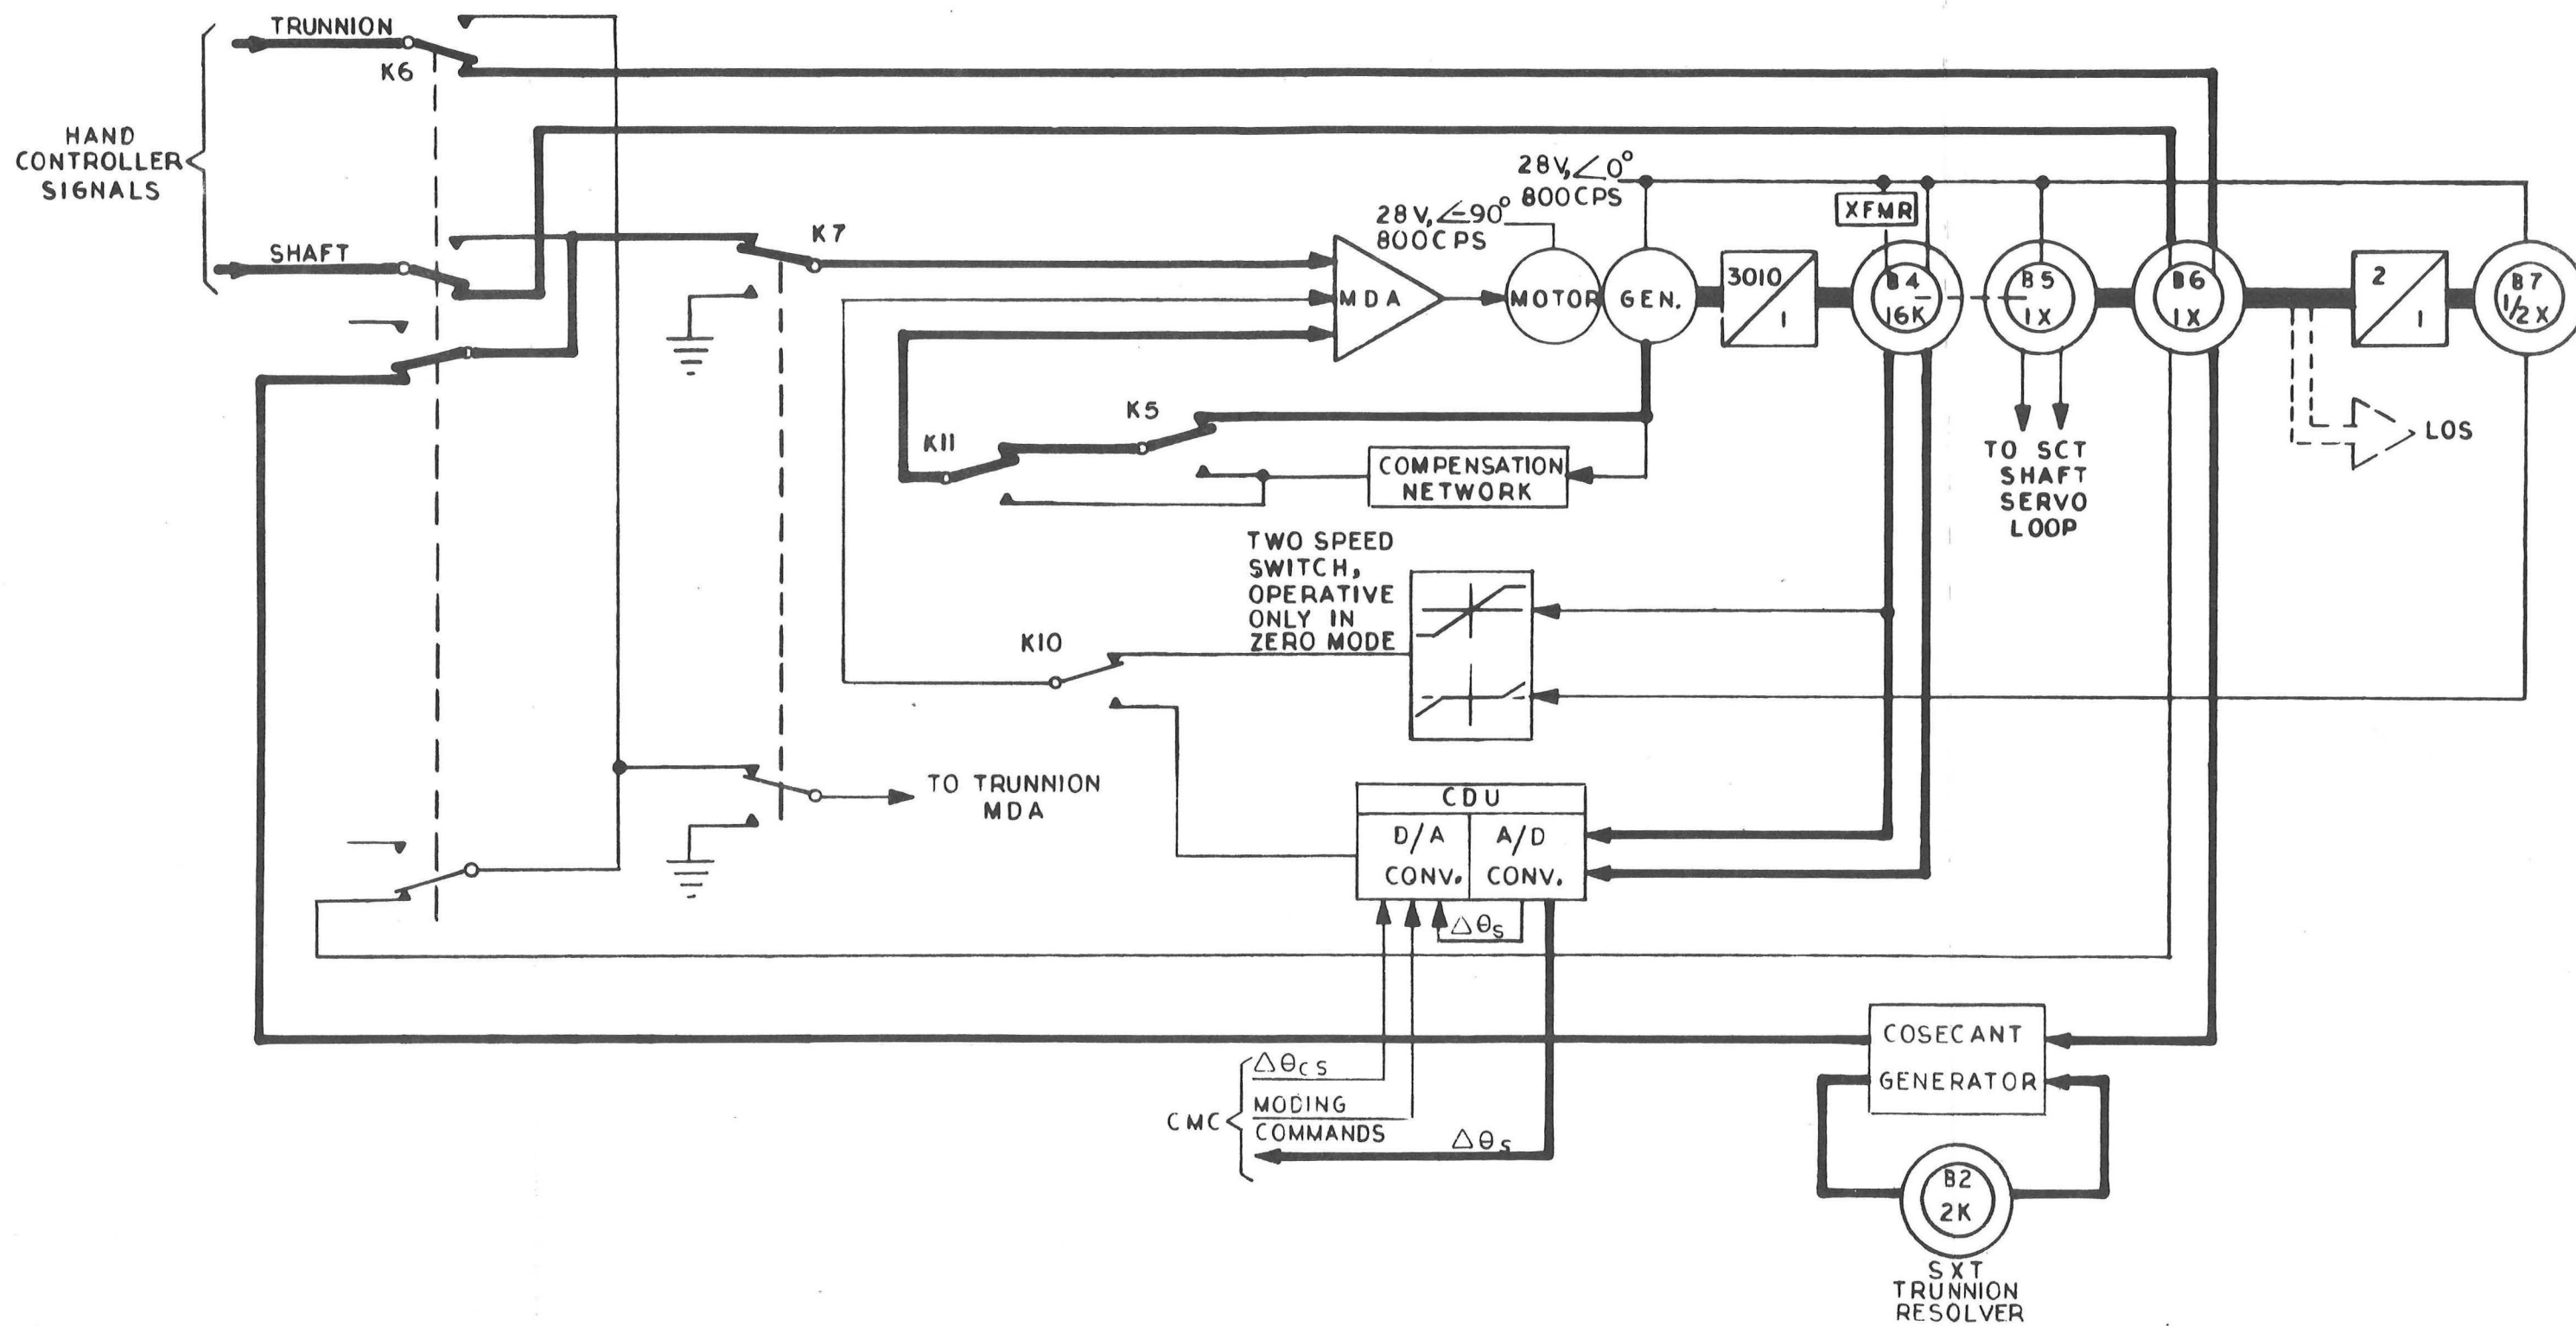 TRUNNION
K6
HAND
CONTROLLER
SIGNALS
SHAFT
K7
28V,∠-90°
800CPS
28V,∠0°
800CPS
XFMR
MDA
MOTOR
GEN.
3010
1
B4
16K
B5
1X
B6
1X
2
1
B7
1/2X
K5
K11
COMPENSATION
NETWORK
TO SCT
SHAFT
SERVO
LOOP
LOS
TWO SPEED
SWITCH,
OPERATIVE
ONLY IN
ZERO MODE
K10
TO TRUNNION
MDA
CDU
D/A
CONV.
A/D
CONV.
Δθs
CMC
Δθcs
MODING
COMMANDS
Δθs
COSECANT
GENERATOR
B2
2K
SXT
TRUNNION
RESOLVER